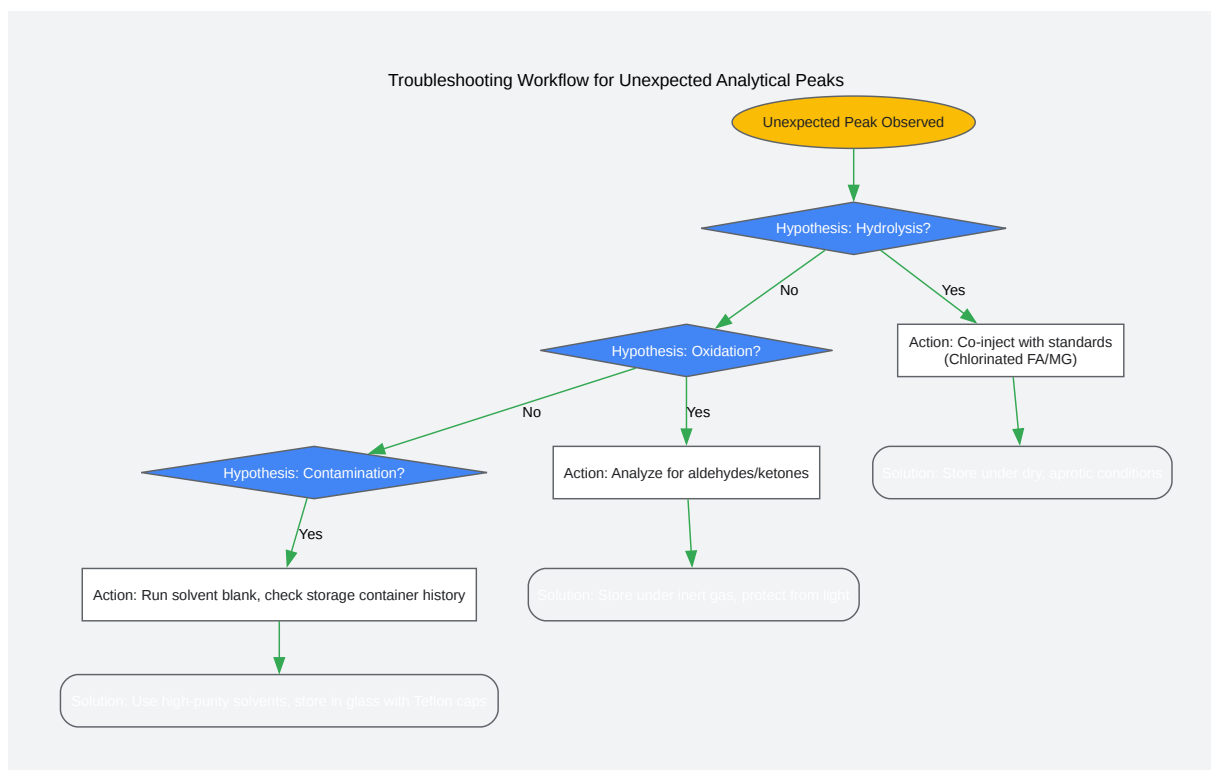 Troubleshooting Workflow for Unexpected Analytical Peaks
Unexpected Peak Observed
Hypothesis: Hydrolysis?
No
Yes
Hypothesis: Oxidation?
Action: Co-inject with standards
(Chlorinated FA/MG)
No
Yes
Hypothesis: Contamination?
Action: Analyze for aldehydes/ketones
Solution: Store under dry, aprotic conditions
Yes
Action: Run solvent blank, check storage container history
Solution: Store under inert gas, protect from light
Solution: Use high-purity solvents, store in glass with Teflon caps